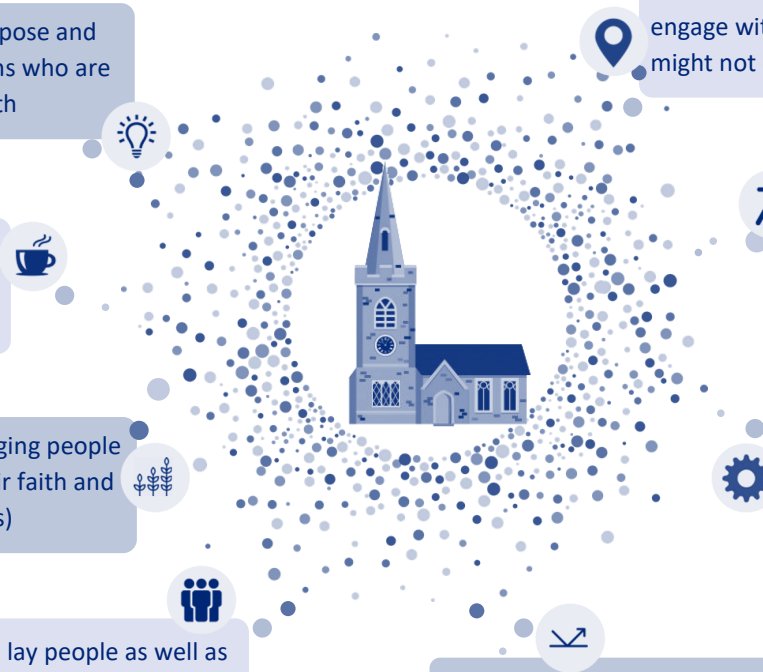 pose and
ns who are
th
engage wit
might not
ging people
ir faith and
s)
lay people as well as